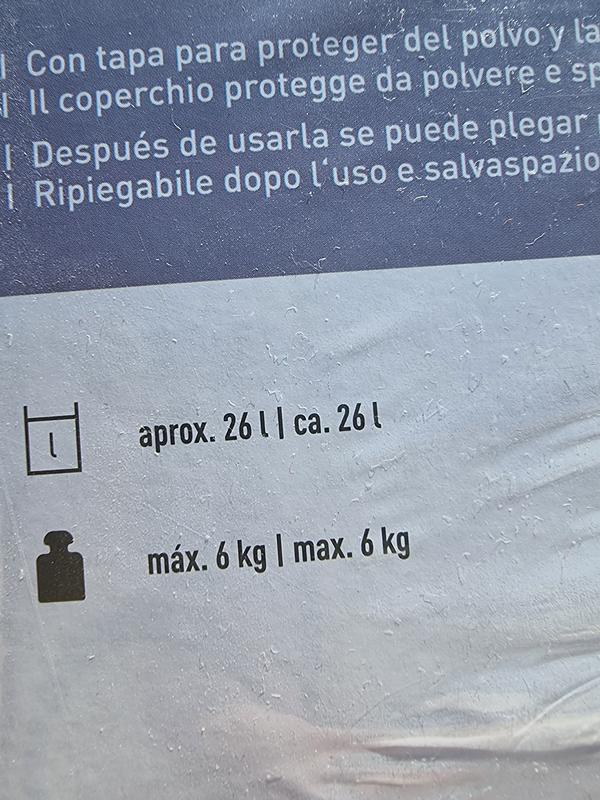 | Con tapa para proteger del polvo y la
| Il coperchio protegge da polvere e sp
| Después de usarla se puede plegar
| Ripiegabile dopo l'uso e salvaspazio
l
aprox. 26 l | ca. 26 l
máx. 6 kg | max. 6 kg